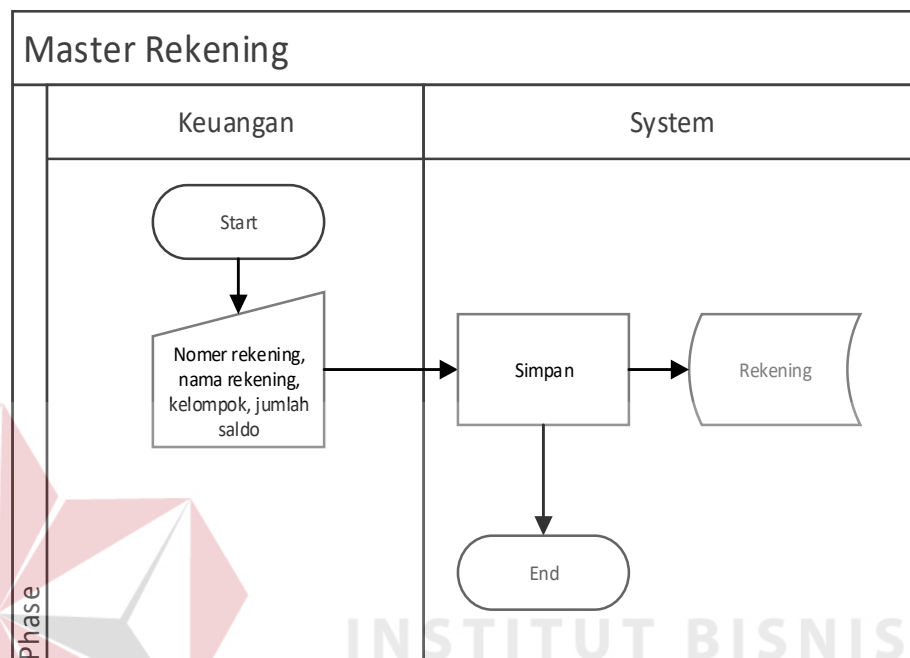 Master Rekening
Keuangan
System
Start
Nomer rekening,
nama rekening,
kelompok, jumlah
saldo
Simpan
Rekening
End
Phase
INSTITUT BISNIS